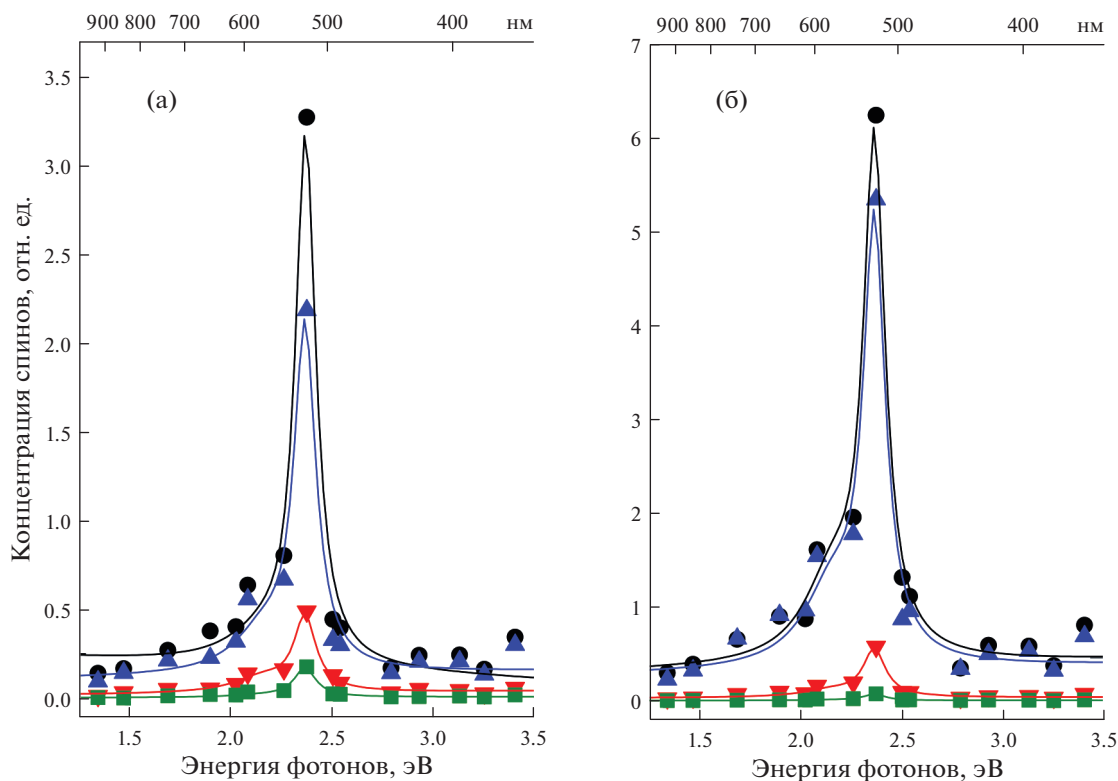 900 800 700 600 500 400 нм
3.5
(а)
3.0
2.5
2.0
1.5
1.0
0.5
0.0
Концентрация спинов, отн. ед.
1.5 2.0 2.5 3.0 3.5
Энергия фотонов, эВ
900 800 700 600 500 400 нм
7
(б)
6
5
4
3
2
1
0
1.5 2.0 2.5 3.0 3.5
Энергия фотонов, эВ